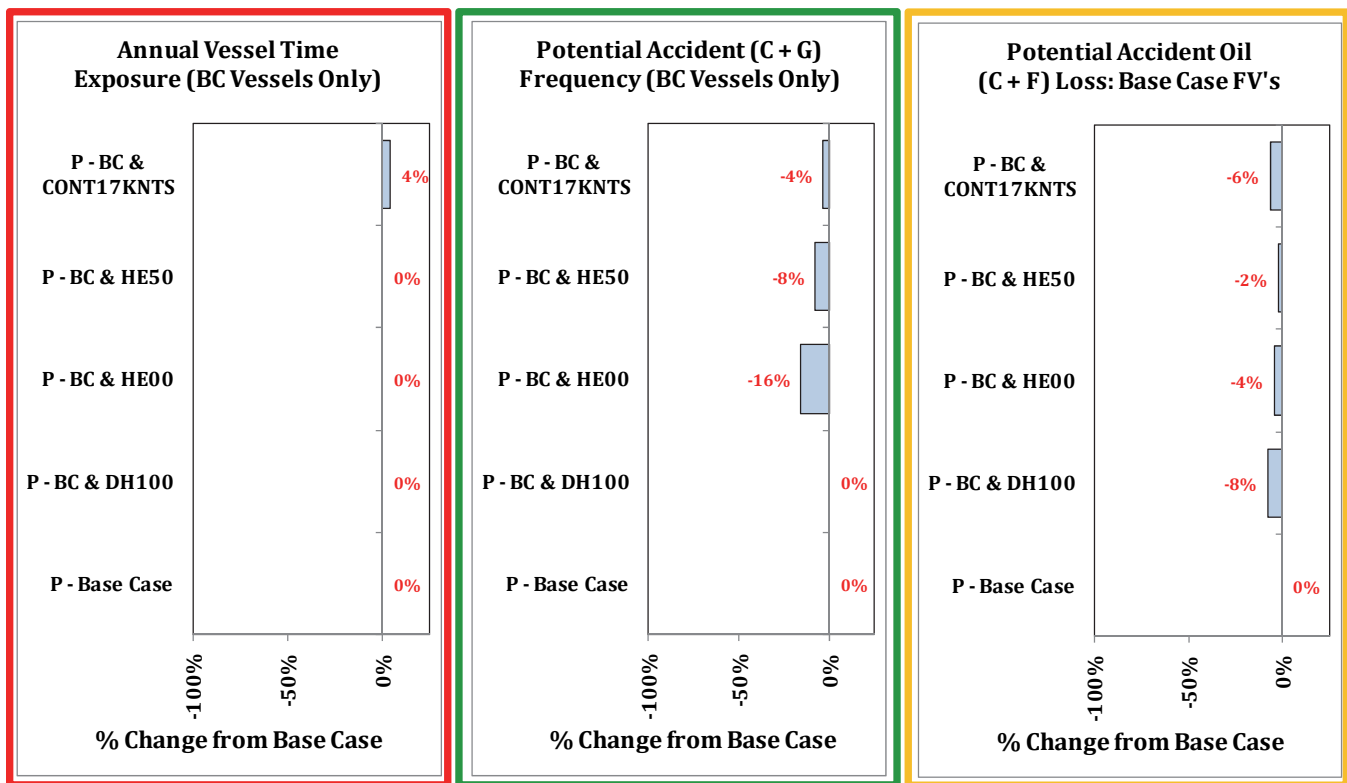 Annual Vessel Time
Exposure (BC Vessels Only)
P - BC &
CONT17KNTS
4%
P - BC & HE50
0%
P - BC & HE00
0%
P - BC & DH100
0%
P - Base Case
0%
-100%
-50%
0%
% Change from Base Case
Potential Accident (C + G)
Frequency (BC Vessels Only)
P - BC &
CONT17KNTS
-4%
P - BC & HE50
-8%
P - BC & HE00
-16%
P - BC & DH100
0%
P - Base Case
0%
-100%
-50%
0%
% Change from Base Case
Potential Accident Oil
(C + F) Loss: Base Case FV's
P - BC &
CONT17KNTS
-6%
P - BC & HE50
-2%
P - BC & HE00
-4%
P - BC & DH100
-8%
P - Base Case
0%
-100%
-50%
0%
% Change from Base Case